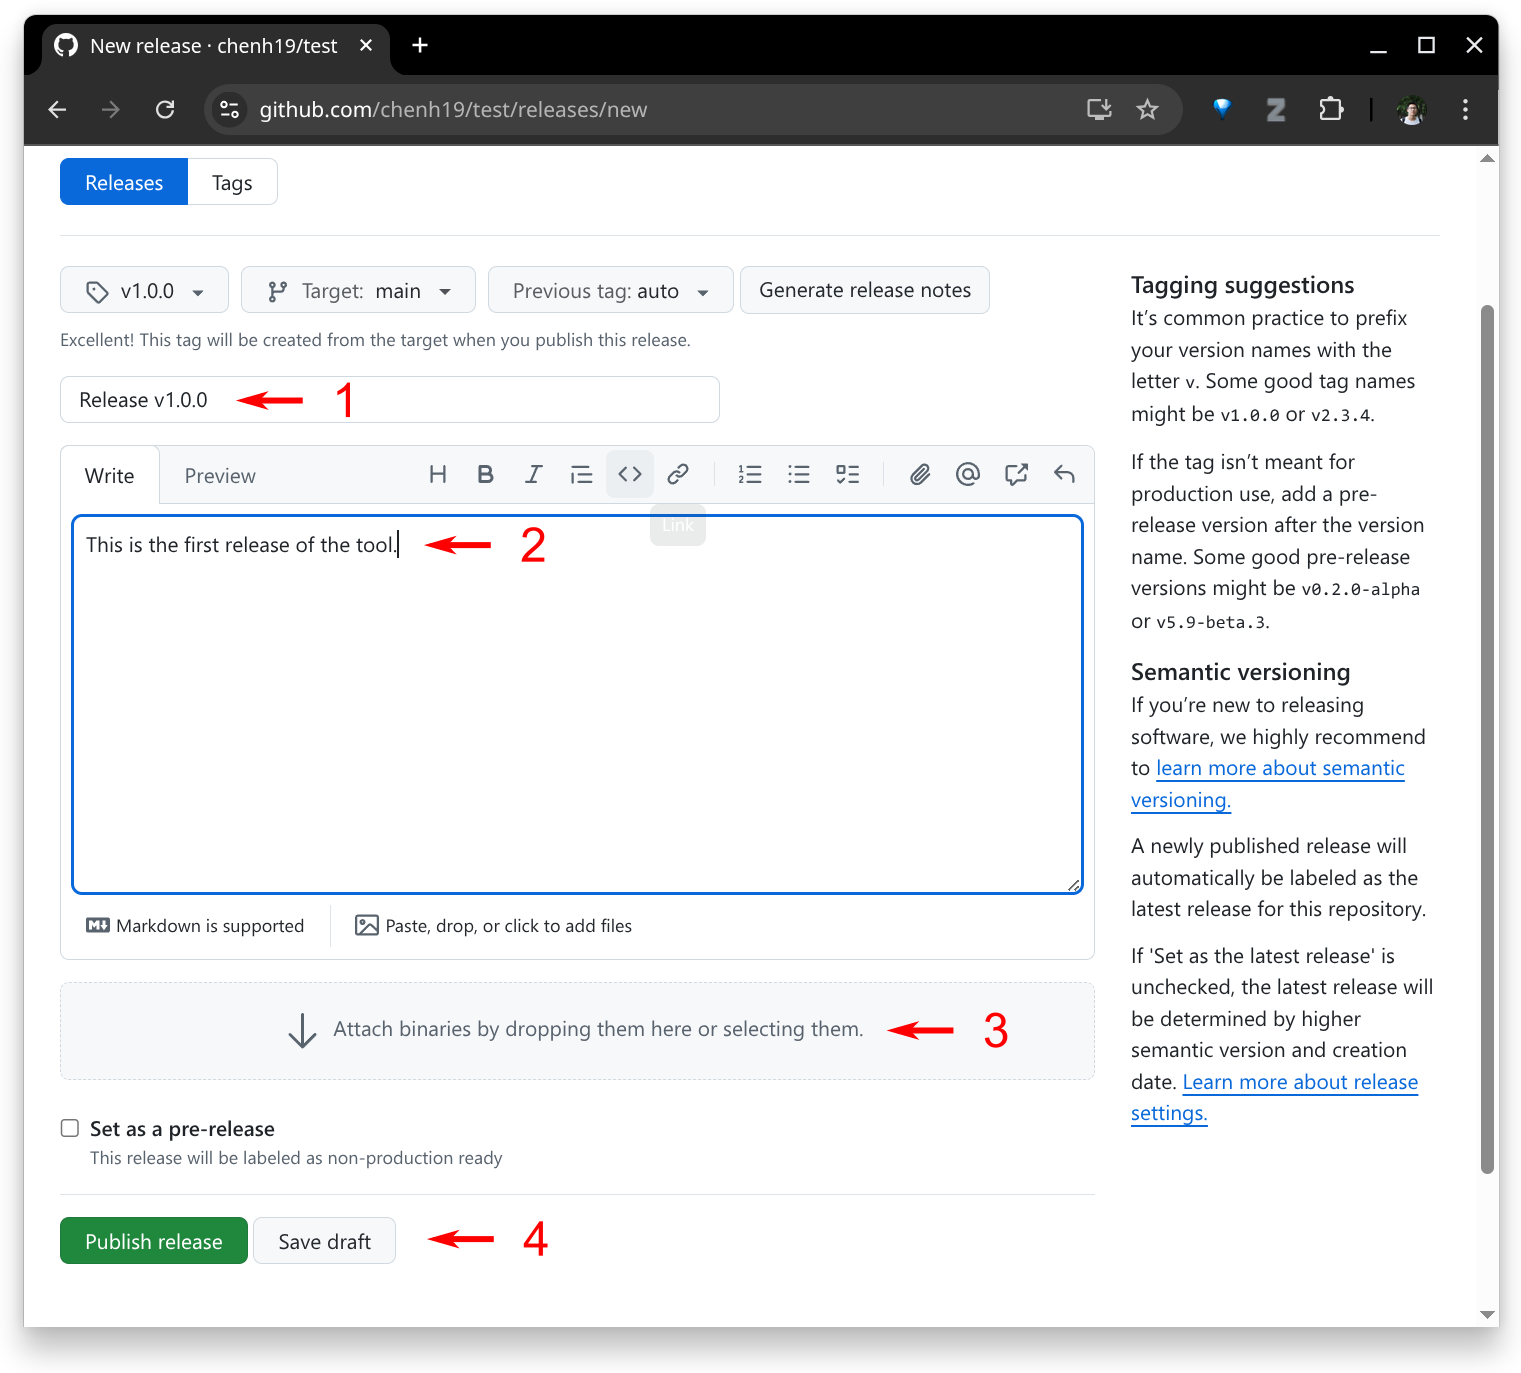 New release · chenh19/test
github.com/chenh19/test/releases/new
Releases Tags
v1.0.0 Target: main Previous tag: auto Generate release notes
Excellent! This tag will be created from the target when you publish this release.
Release v1.0.0 1
Write Preview
Link
This is the first release of the tool. 2
Markdown is supported Paste, drop, or click to add files
Attach binaries by dropping them here or selecting them. 3
Set as a pre-release
This release will be labeled as non-production ready
Publish release Save draft 4
Tagging suggestions
It’s common practice to prefix
your version names with the
letter v. Some good tag names
might be v1.0.0 or v2.3.4.
If the tag isn’t meant for
production use, add a pre-
release version after the version
name. Some good pre-release
versions might be v0.2.0-alpha
or v5.9-beta.3.
Semantic versioning
If you’re new to releasing
software, we highly recommend
to learn more about semantic
versioning.
A newly published release will
automatically be labeled as the
latest release for this repository.
If 'Set as the latest release' is
unchecked, the latest release will
be determined by higher
semantic version and creation
date. Learn more about release
settings.